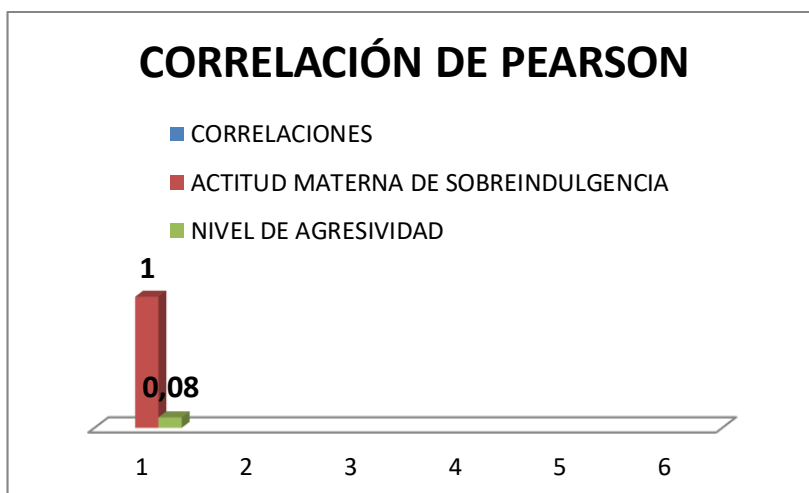 CORRELACIÓN DE PEARSON
CORRELACIONES
ACTITUD MATERNA DE SOBREINDULGENCIA
NIVEL DE AGRESIVIDAD
1
0,08
1 2 3 4 5 6